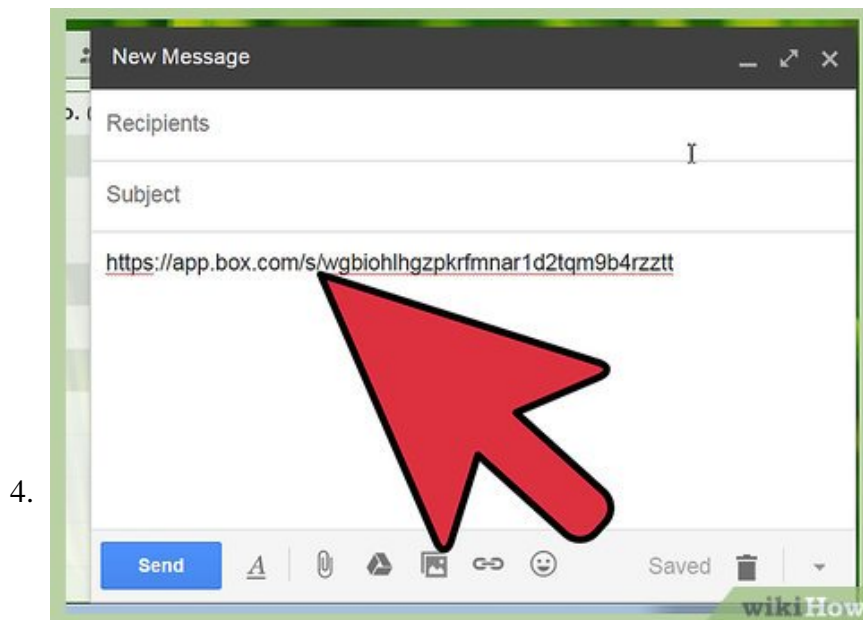 New Message
Recipients
Subject
https://app.box.com/s/wgbiohlhgzpkrfmnar1d2tqm9b4rzztt
4.
Send A Saved
wikiHow